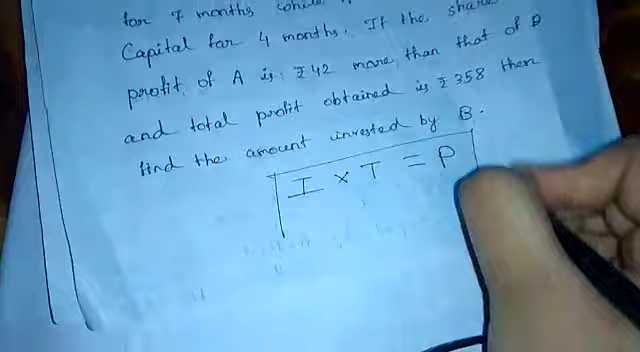 for 7 months while
Capital for 4 months. If the share
profit of A is ₹42 more than that of B
and total profit obtained is ₹358 then
find the amount invested by B.
I × T = P